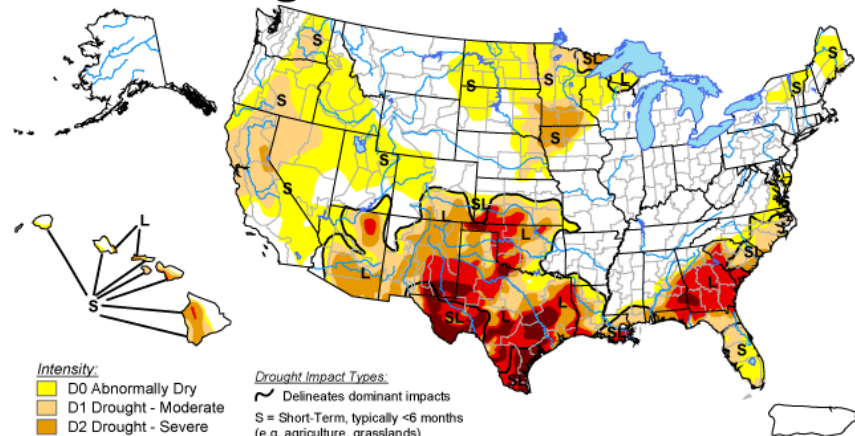 S
SL
L
S
S
S
S
S
S
S
S
SL
L
L
L
S
L
SL
L
L
L
SL
SL
S
SL
Intensity:
D0 Abnormally Dry
D1 Drought - Moderate
D2 Drought - Severe
Drought Impact Types:
Delineates dominant impacts
S = Short-Term, typically <6 months
(e.g. agriculture, grasslands)